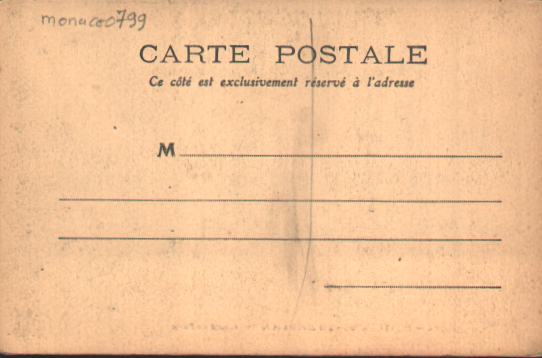 monaco0799
CARTE POSTALE
Ce côté est exclusivement réservé à l'adresse
M